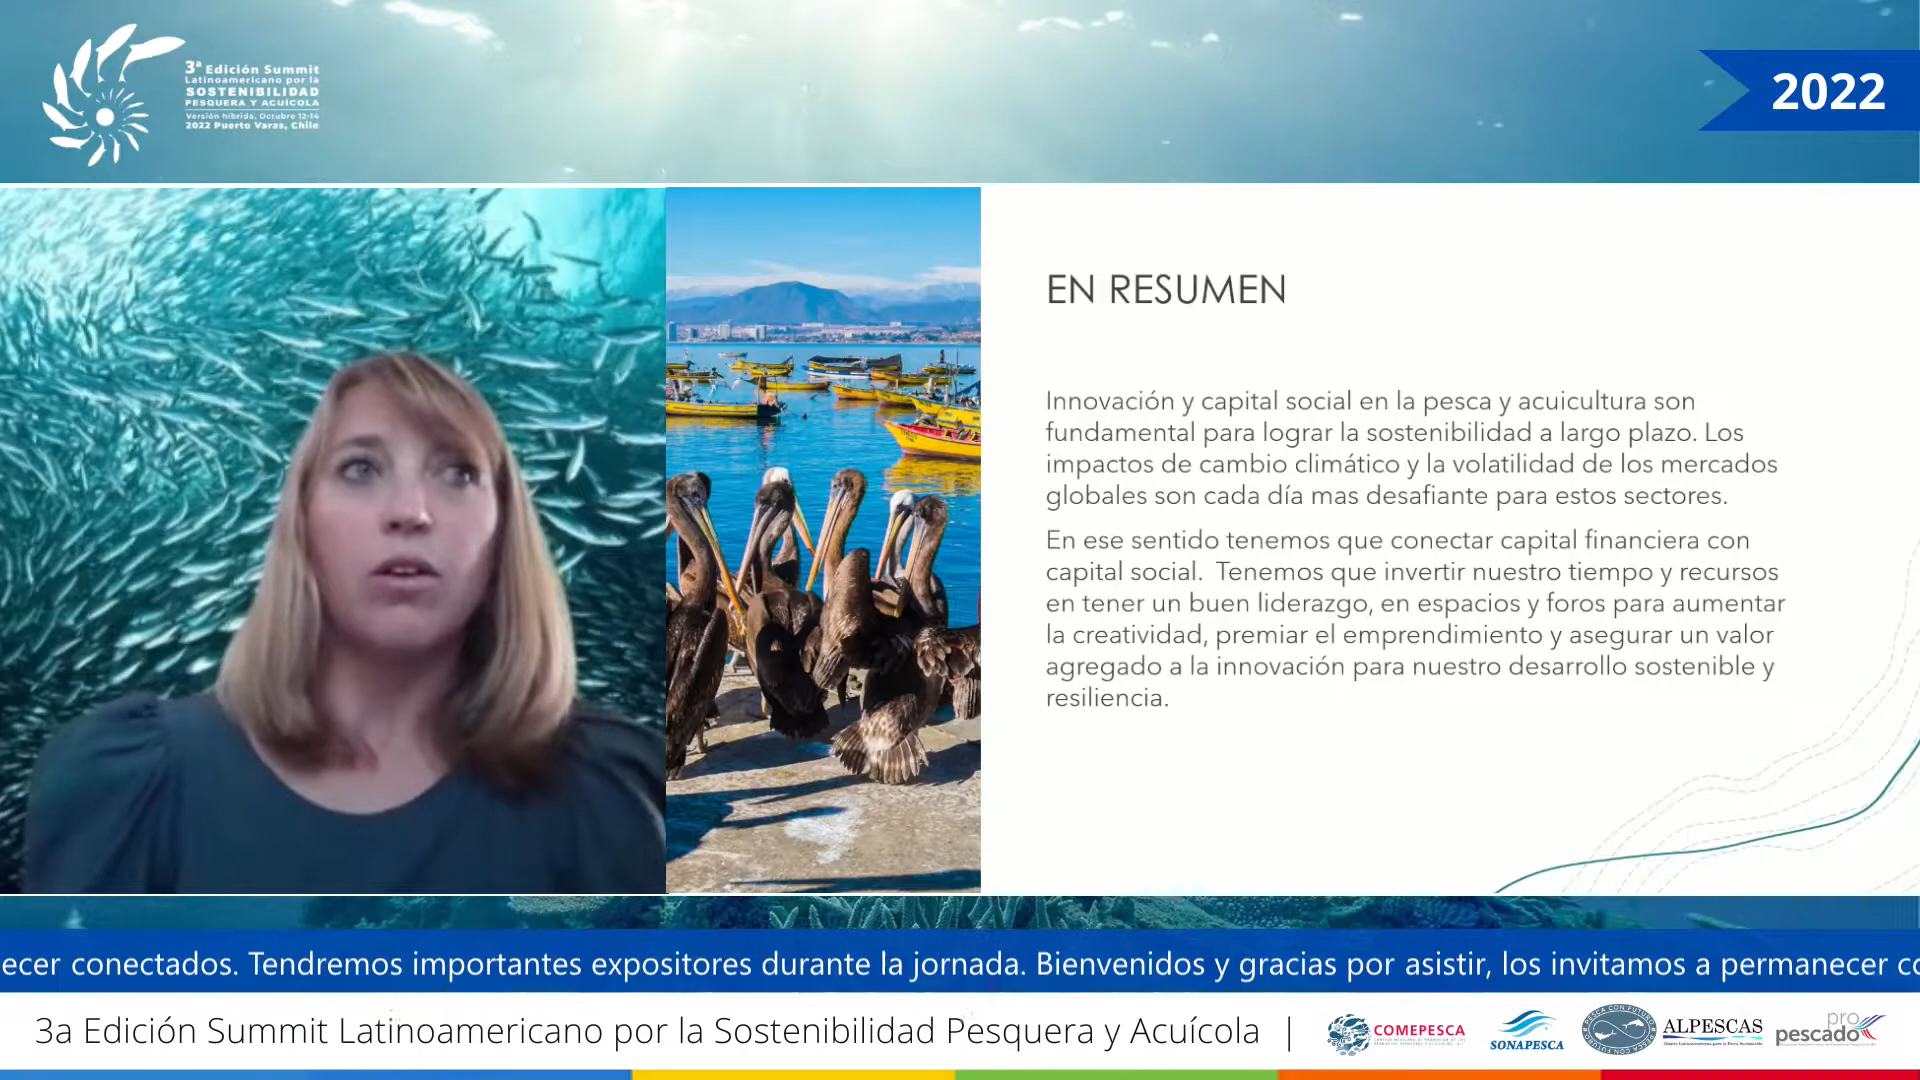 3ª Edición Summit
Latinoamericano por la
SOSTENIBILIDAD
PESQUERA Y ACUÍCOLA
Versión híbrida, Octubre 12-14
2022 Puerto Varas, Chile
2022
EN RESUMEN
Innovación y capital social en la pesca y acuicultura son
fundamental para lograr la sostenibilidad a largo plazo. Los
impactos de cambio climático y la volatilidad de los mercados
globales son cada día mas desafiante para estos sectores.
En ese sentido tenemos que conectar capital financiera con
capital social. Tenemos que invertir nuestro tiempo y recursos
en tener un buen liderazgo, en espacios y foros para aumentar
la creatividad, premiar el emprendimiento y asegurar un valor
agregado a la innovación para nuestro desarrollo sostenible y
resiliencia.
ecer conectados. Tendremos importantes expositores durante la jornada. Bienvenidos y gracias por asistir, los invitamos a permanecer co
3a Edición Summit Latinoamericano por la Sostenibilidad Pesquera y Acuícola |
COMEPESCA
SONAPESCA
PESCA CON FUTURO
ALPESCAS
pro
pescado